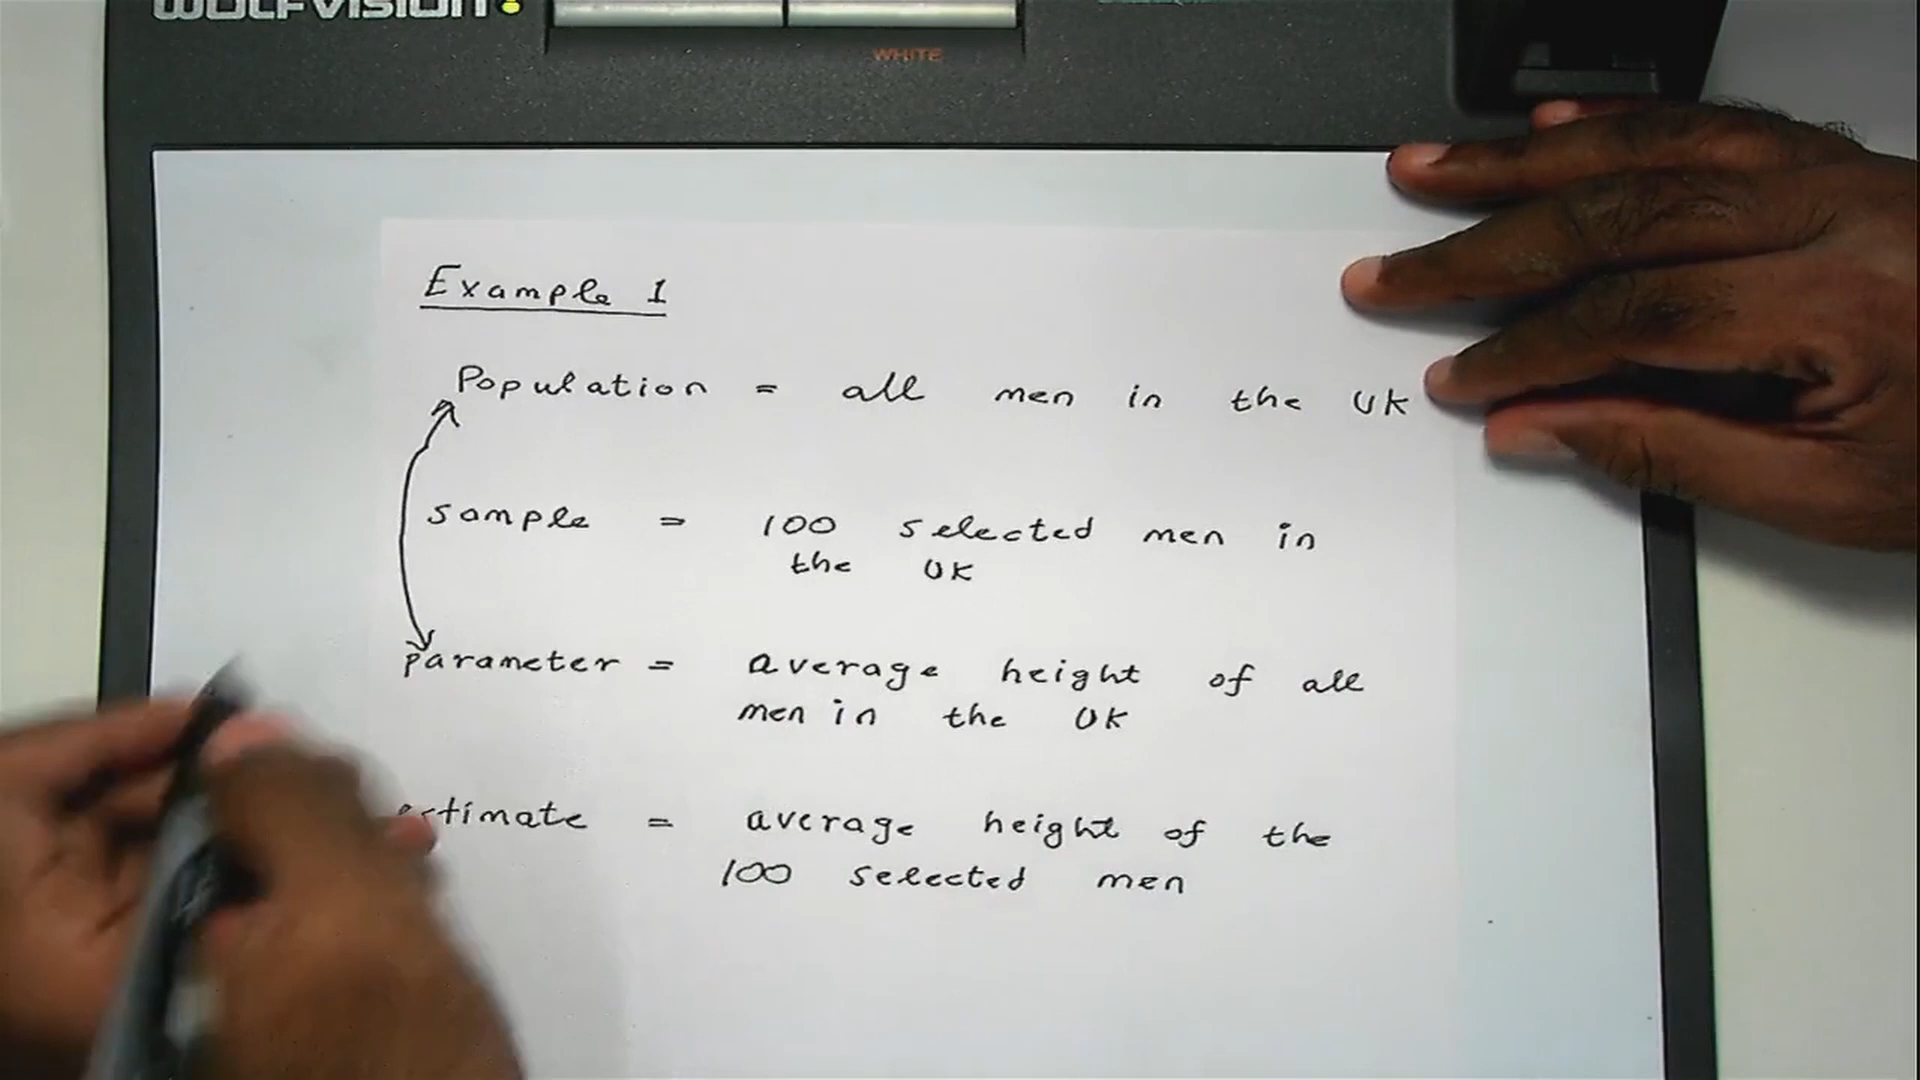 WOLFVISION
WHITE
Example 1
Population = all men in the UK
sample = 100 selected men in
the UK
parameter = average height of all
men in the UK
estimate = average height of the
100 selected men